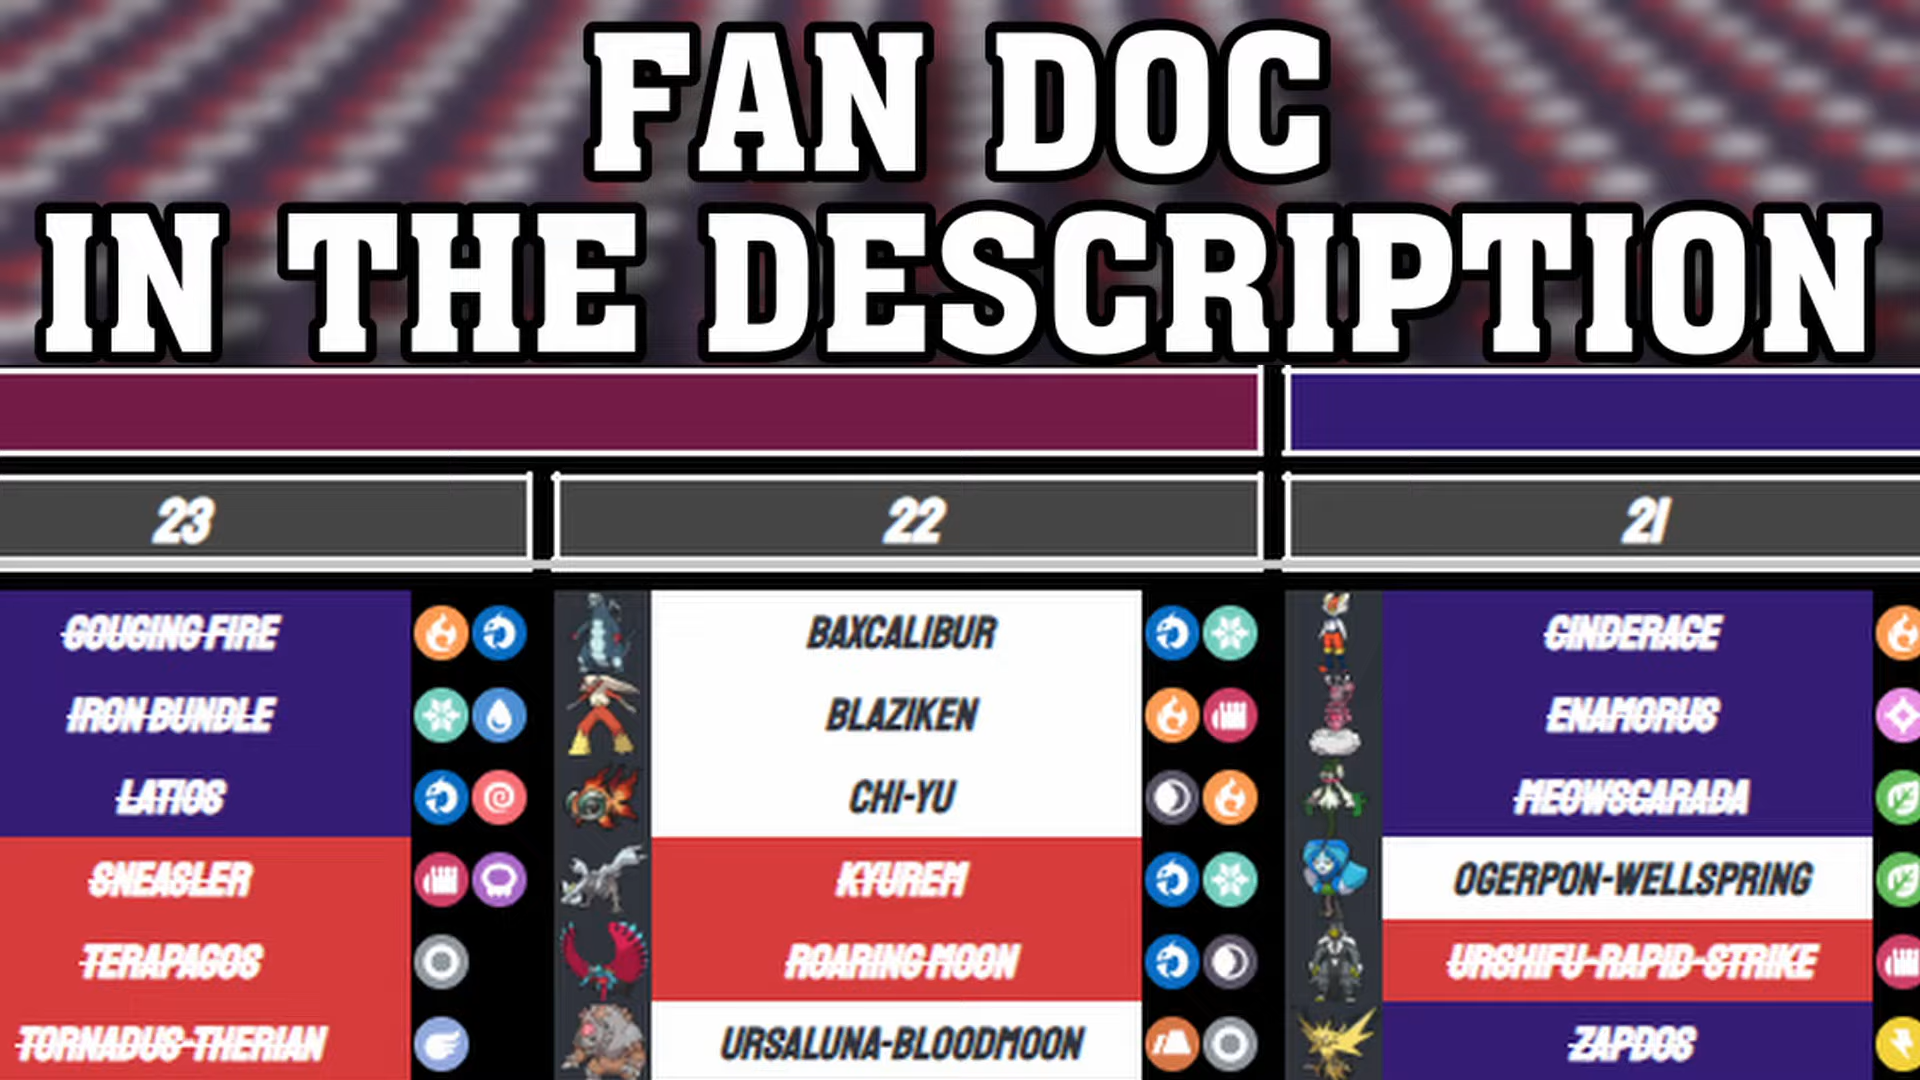 FAN DOC
IN THE DESCRIPTION
23
22
21
GOUGING FIRE
BAXCALIBUR
CINDERACE
IRON BUNDLE
BLAZIKEN
ENAMORUS
LATIOS
CHI-YU
MEOWSCARADA
SNEASLER
KYUREM
OGERPON-WELLSPRING
TERAPAGOS
ROARING MOON
URSHIFU-RAPID-STRIKE
TORNADUS-THERIAN
URSALUNA-BLOODMOON
ZAPDOS